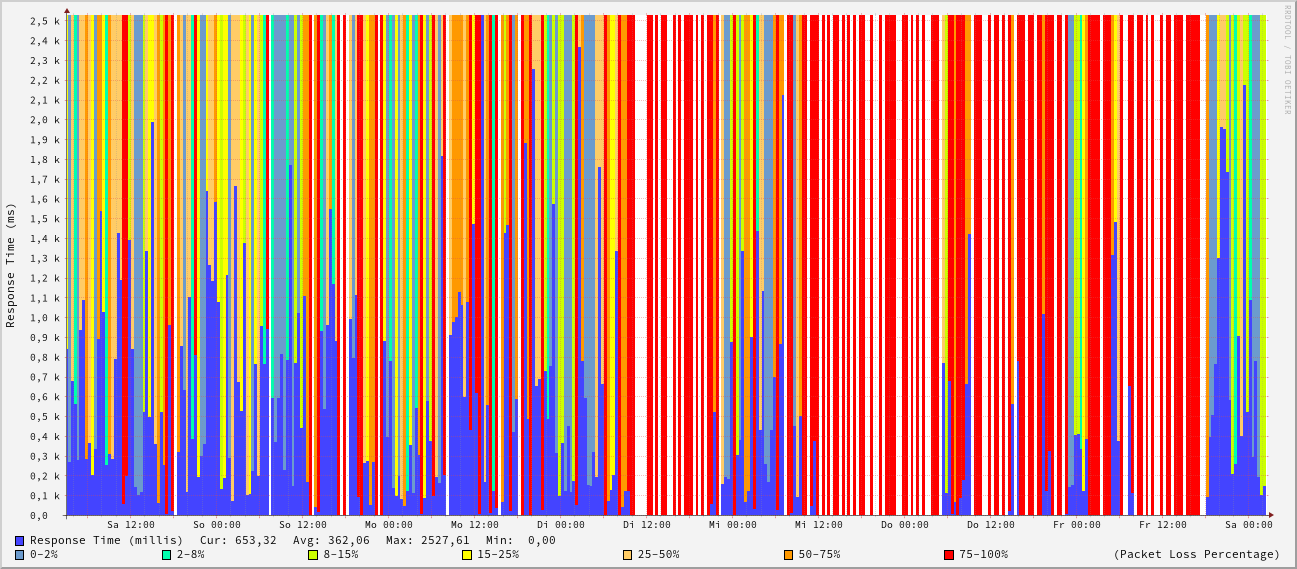 RRDTOOL / TOBI OETIKER
Response Time (ms)
2,5 k
2,4 k
2,3 k
2,2 k
2,1 k
2,0 k
1,9 k
1,8 k
1,7 k
1,6 k
1,5 k
1,4 k
1,3 k
1,2 k
1,1 k
1,0 k
0,9 k
0,8 k
0,7 k
0,6 k
0,5 k
0,4 k
0,3 k
0,2 k
0,1 k
0,0
Sa 12:00 So 00:00 So 12:00 Mo 00:00 Mo 12:00 Di 00:00 Di 12:00 Mi 00:00 Mi 12:00 Do 00:00 Do 12:00 Fr 00:00 Fr 12:00 Sa 00:00
Response Time (millis) Cur: 653,32 Avg: 362,06 Max: 2527,61 Min: 0,00
0-2% 2-8% 8-15% 15-25% 25-50% 50-75% 75-100% (Packet Loss Percentage)